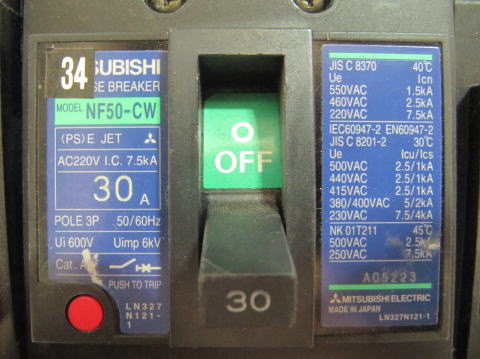 34
SUBISHI
SE BREAKER
MODEL NF50-CW
(PS)E JET
AC220V I.C. 7.5kA
30 A
POLE 3P 50/60Hz
Ui 600V Uimp 6kV
Cat. A
PUSH TO TRIP
LN327
N121-
1
O
OFF
30
JIS C 8370 40℃
Ue Icn
550VAC 1.5kA
460VAC 2.5kA
220VAC 7.5kA
IEC60947-2 EN60947-2
JIS C 8201-2 30℃
Ue Icu/Ics
500VAC 2.5/1kA
440VAC 2.5/1kA
415VAC 2.5/1kA
380/400VAC 5/2kA
230VAC 7.5/4kA
NK 01T211 45℃
500VAC 2.5kA
250VAC 7.5kA
A05223
MITSUBISHI ELECTRIC
MADE IN JAPAN LN327N121-1